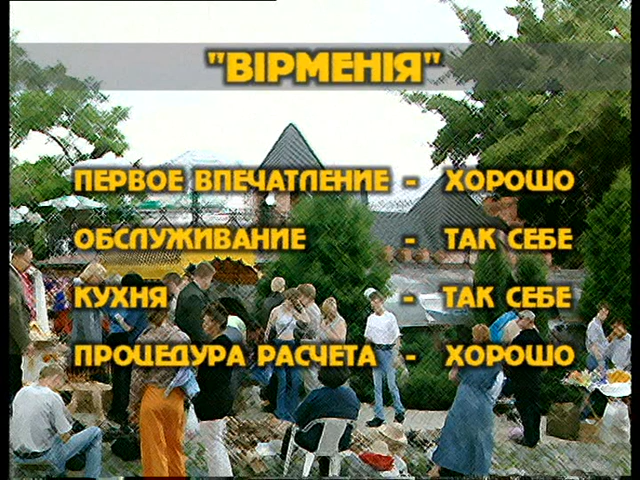 "ВІРМЕНІЯ"
ПЕРВОЕ ВПЕЧАТЛЕНИЕ - ХОРОШО
ОБСЛУЖИВАНИЕ - ТАК СЕБЕ
КУХНЯ - ТАК СЕБЕ
ПРОЦЕДУРА РАСЧЕТА - ХОРОШО